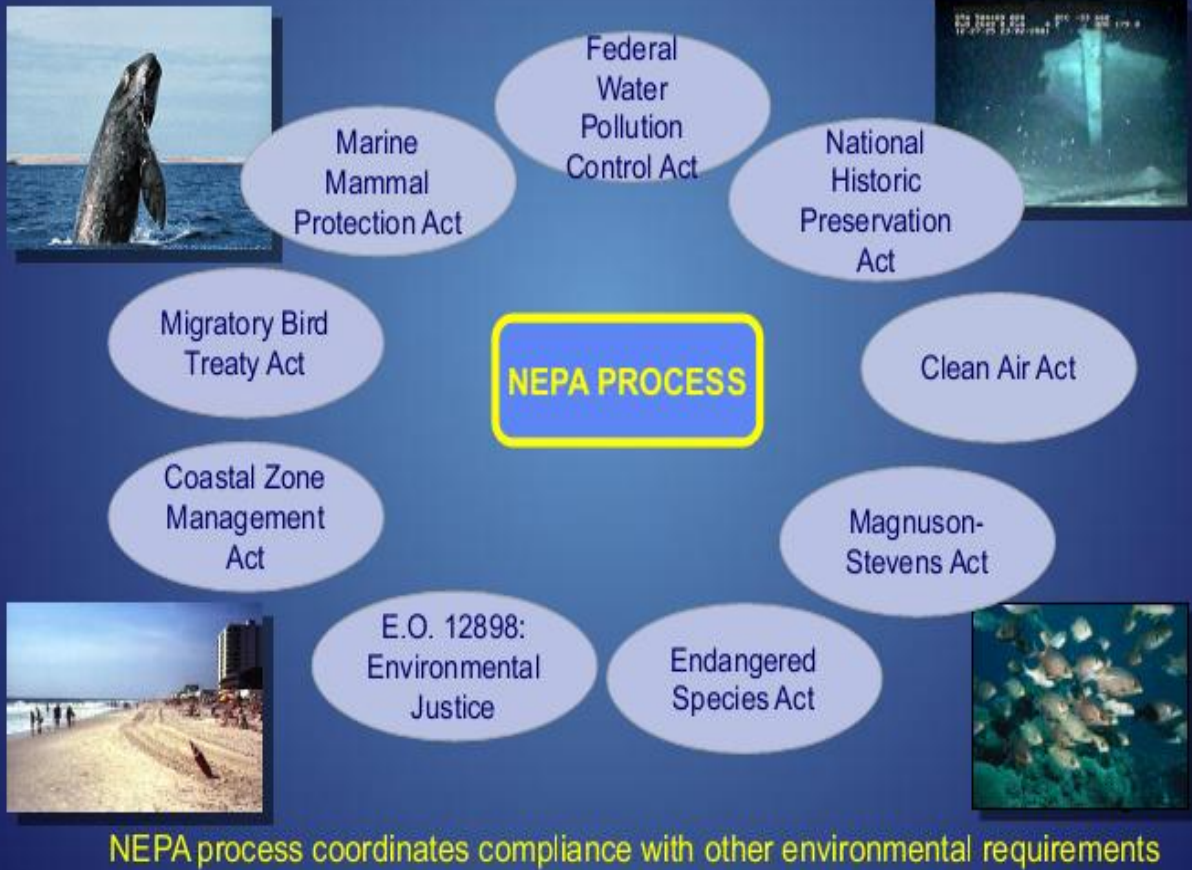 Federal
Water
Pollution
Control Act
Marine
Mammal
Protection Act
National
Historic
Preservation
Act
Migratory Bird
Treaty Act
NEPA PROCESS
Clean Air Act
Coastal Zone
Management
Act
Magnuson-
Stevens Act
E.O. 12898:
Environmental
Justice
Endangered
Species Act
NEPA process coordinates compliance with other environmental requirements